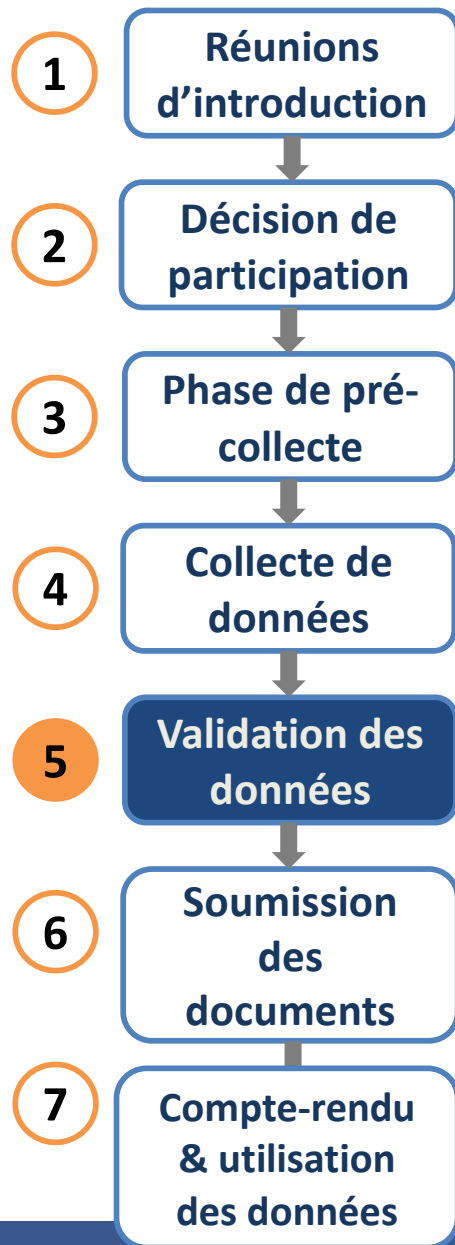 1
Réunions
d’introduction
2
Décision de
participation
3
Phase de pré-
collecte
4
Collecte de
données
5
Validation des
données
6
Soumission
des
documents
7
Compte-rendu
& utilisation
des données